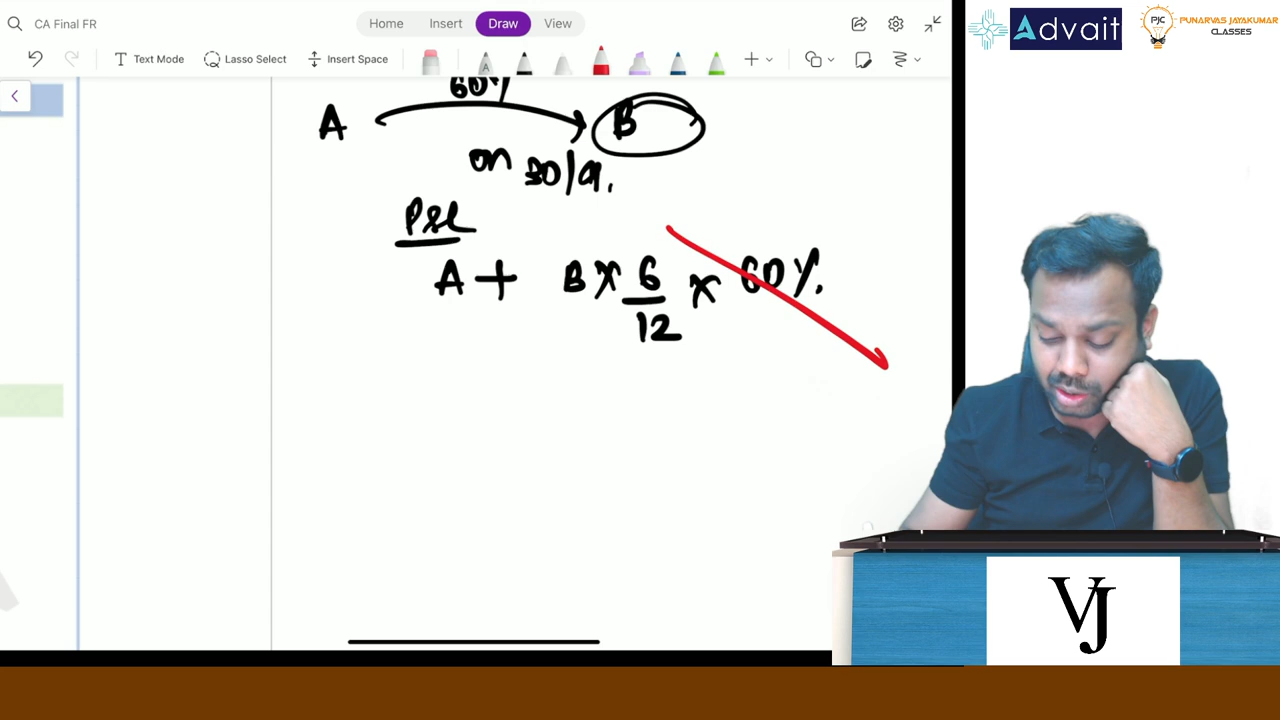 CA Final FR
Home Insert Draw View
Text Mode Lasso Select Insert Space
Advait
PJC PUNARVAS JAYAKUMAR CLASSES
60%
A B
on 30/9.
P&L
A + B × 6/12 × 60%.
VJ